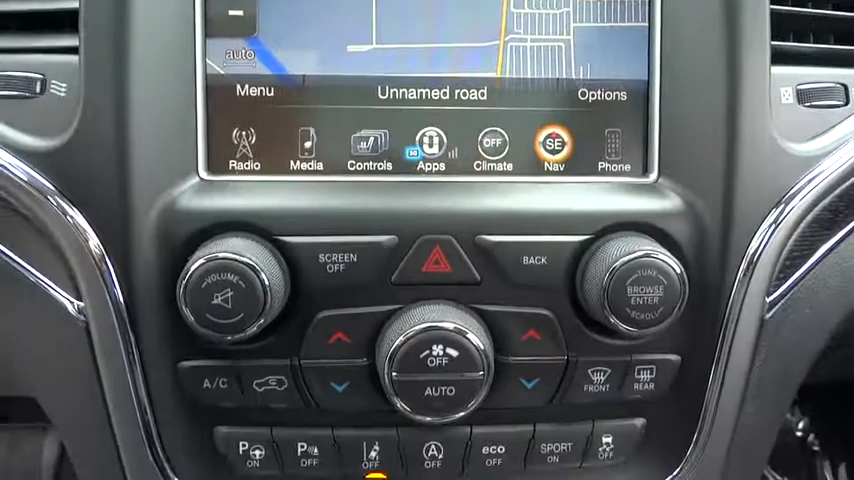 auto
Menu
Unnamed road
Options
OFF
SE
3G
Radio
Media
Controls
Apps
Climate
Nav
Phone
VOLUME
SCREEN
OFF
BACK
TUNE
BROWSE
ENTER
SCROLL
OFF
AUTO
A/C
FRONT
REAR
P
ON
P
OFF
OFF
A
OFF
eco
OFF
SPORT
ON
OFF